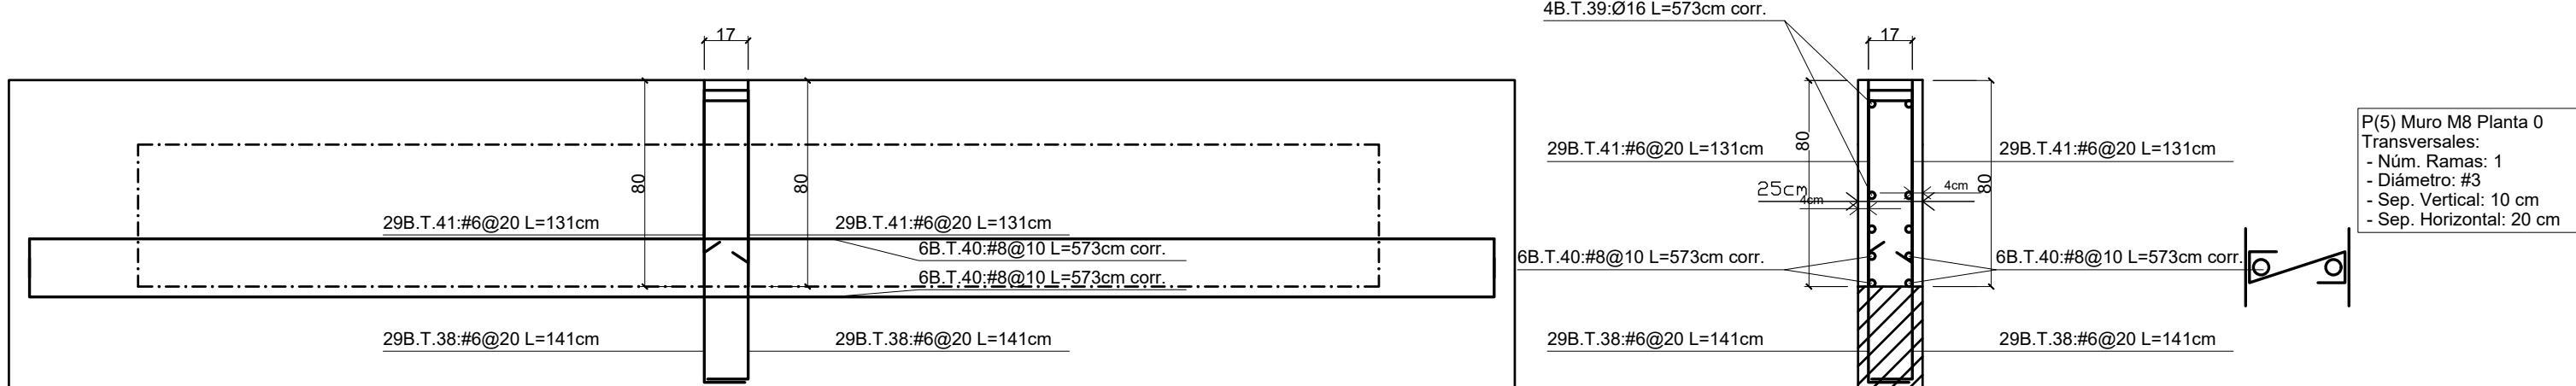 17
80
80
29B.T.41:#6@20 L=131cm
29B.T.41:#6@20 L=131cm
6B.T.40:#8@10 L=573cm corr.
6B.T.40:#8@10 L=573cm corr.
29B.T.38:#6@20 L=141cm
29B.T.38:#6@20 L=141cm
4B.T.39:Ø16 L=573cm corr.
17
80
80
29B.T.41:#6@20 L=131cm
29B.T.41:#6@20 L=131cm
25cm
4cm
4cm
6B.T.40:#8@10 L=573cm corr.
6B.T.40:#8@10 L=573cm corr.
29B.T.38:#6@20 L=141cm
29B.T.38:#6@20 L=141cm
P(5) Muro M8 Planta 0
Transversales:
- Núm. Ramas: 1
- Diámetro: #3
- Sep. Vertical: 10 cm
- Sep. Horizontal: 20 cm